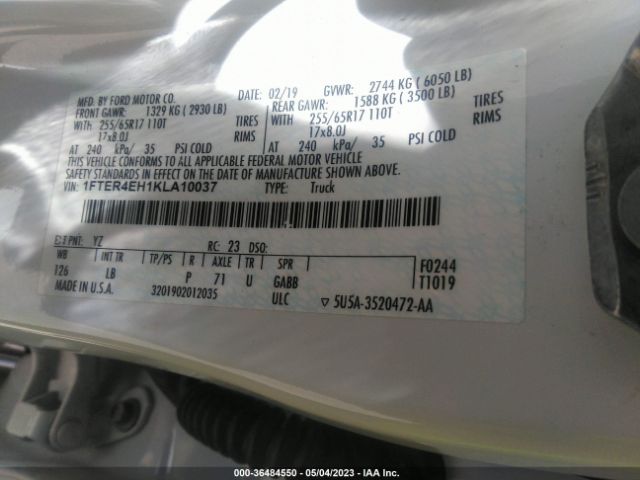 MFD. BY FORD MOTOR CO.
DATE: 02/19 GVWR: 2744 KG ( 6050 LB)
FRONT GAWR: 1329 KG ( 2930 LB) REAR GAWR: 1588 KG ( 3500 LB)
WITH 255/65R17 110T TIRES WITH 255/65R17 110T TIRES
17x8.0J RIMS 17x8.0J RIMS
AT 240 kPa/ 35 PSI COLD AT 240 kPa/ 35 PSI COLD
THIS VEHICLE CONFORMS TO ALL APPLICABLE FEDERAL MOTOR VEHICLE
SAFETY STANDARDS IN EFFECT ON THE DATE OF MANUFACTURE SHOWN ABOVE.
VIN: 1FTER4EH1KLA10037 TYPE: Truck
EXT PNT: YZ RC: 23 DSO:
WB INT TR TP/PS R AXLE TR SPR F0244
126 LB P 71 U GABB T1019
MADE IN U.S.A. 3201902012035 ULC ▽ 5U5A-3520472-AA
000-36484550 - 05/04/2023 - IAA Inc.